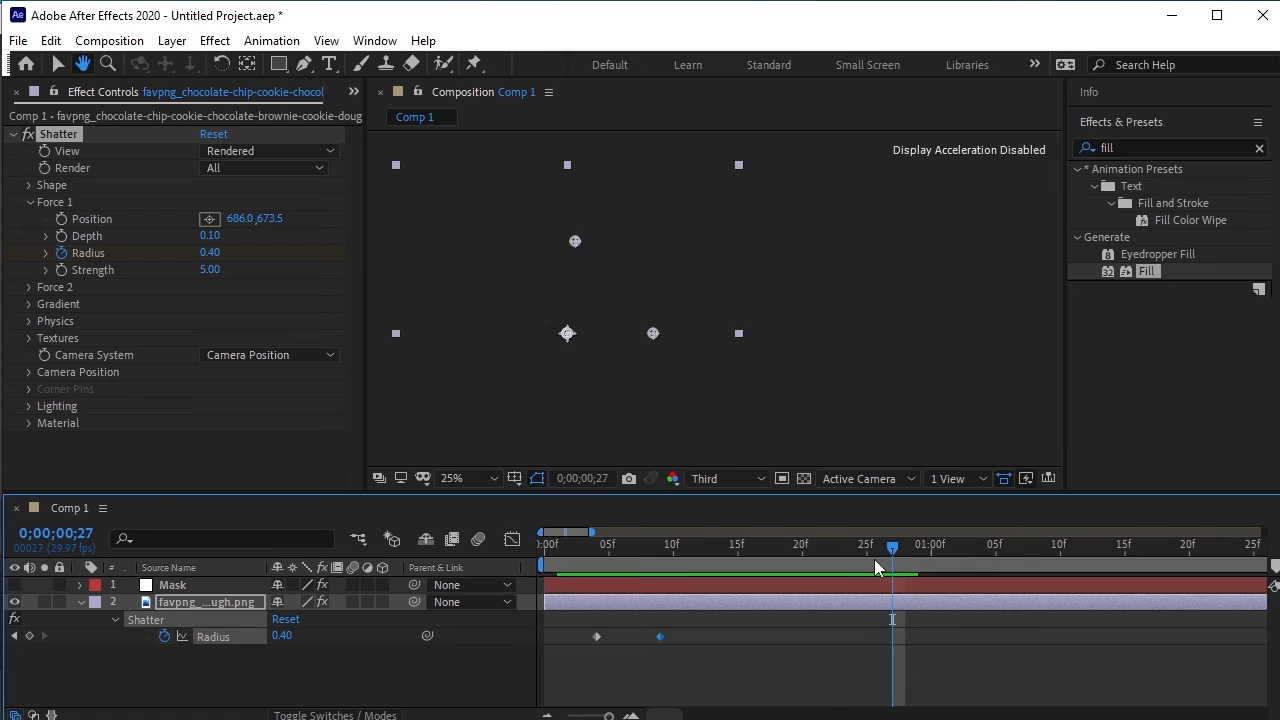 Ae Adobe After Effects 2020 - Untitled Project.aep *
File Edit Composition Layer Effect Animation View Window Help
Default Learn Standard Small Screen Libraries Search Help
Effect Controls favpng_chocolate-chip-cookie-chocol
Comp 1 • favpng_chocolate-chip-cookie-chocolate-brownie-cookie-doug
fx Shatter Reset
View Rendered
Render All
Shape
Force 1
Position 686.0,673.5
Depth 0.10
Radius 0.40
Strength 5.00
Force 2
Gradient
Physics
Textures
Camera System Camera Position
Camera Position
Corner Pins
Lighting
Material
Composition Comp 1
Comp 1
Display Acceleration Disabled
25% 0;00;00;27 Third Active Camera 1 View
Info
Effects & Presets
fill
* Animation Presets
Text
Fill and Stroke
Fill Color Wipe
Generate
Eyedropper Fill
Fill
Comp 1
0;00;00;27
00027 (29.97 fps)
:00f 05f 10f 15f 20f 25f 01:00f 05f 10f 15f 20f 25f
# Source Name fx Parent & Link
1 Mask fx None
2 favpng_...ugh.png fx None
fx Shatter Reset
Radius 0.40
Toggle Switches / Modes